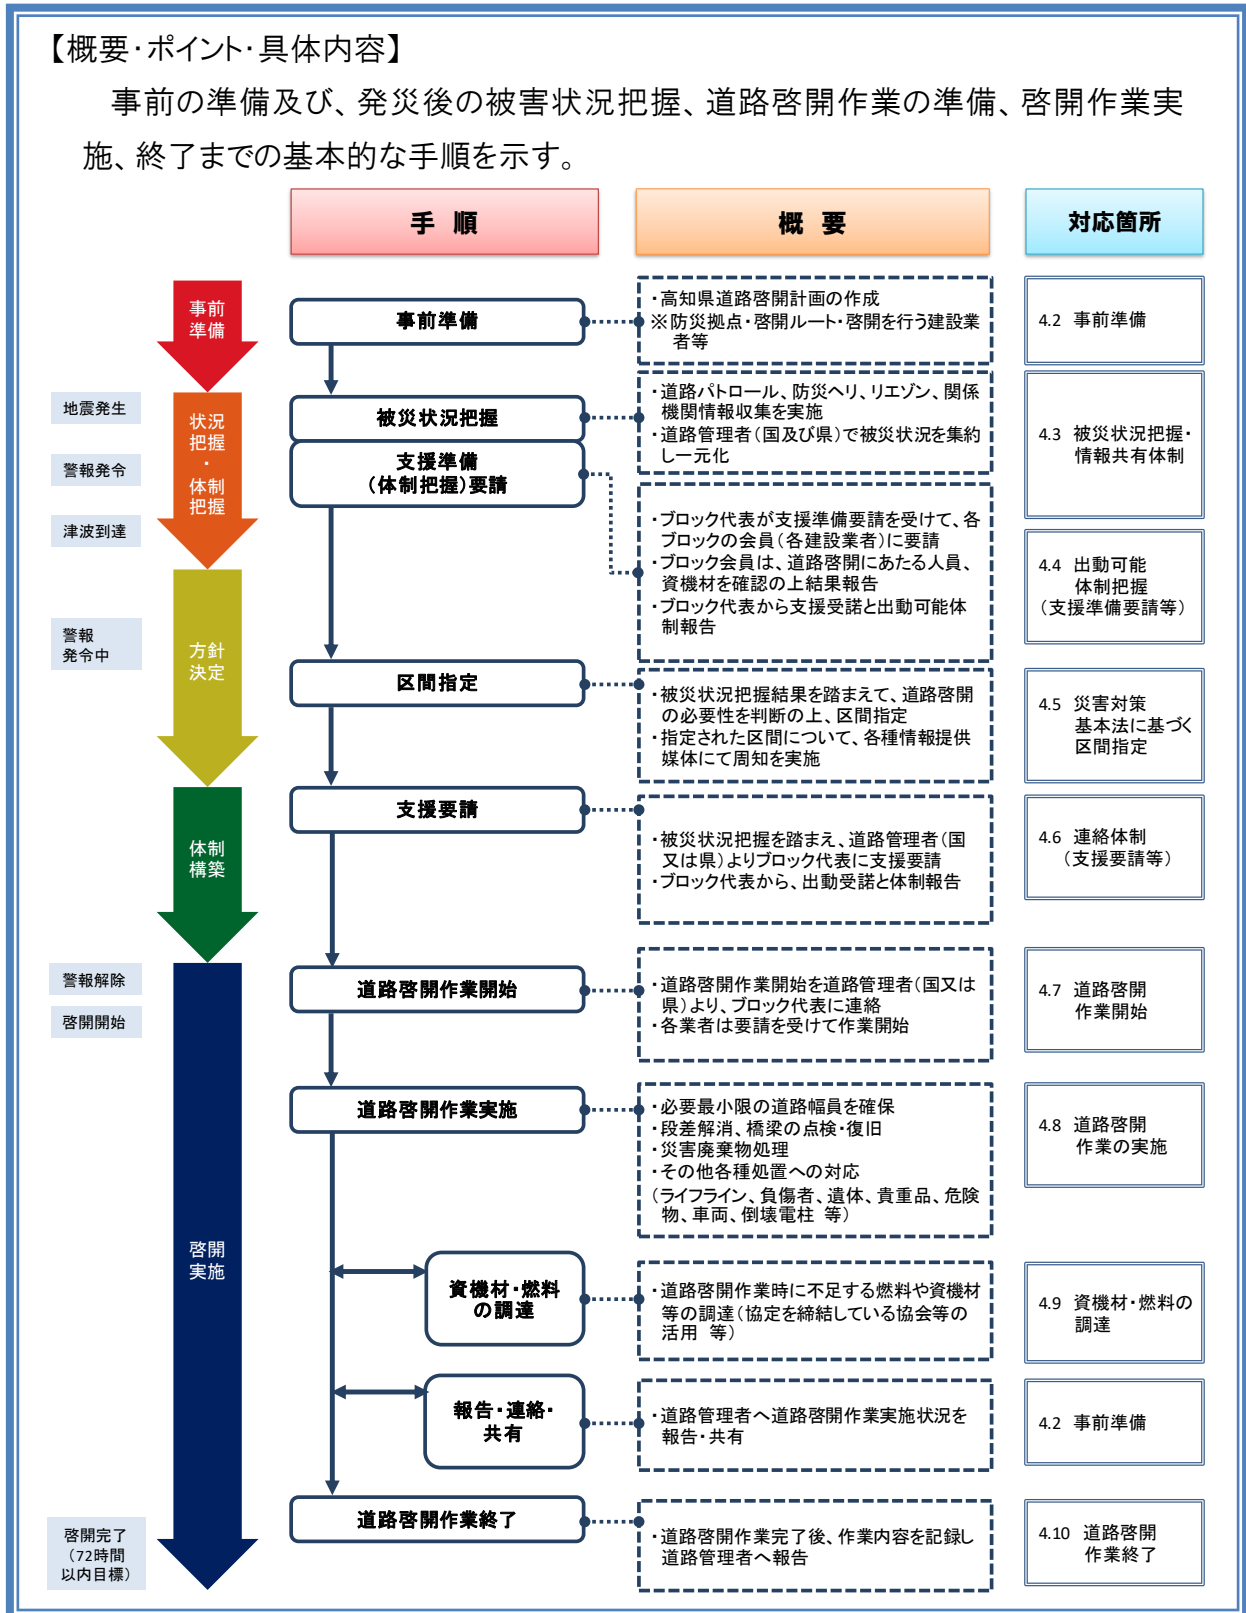 【概要・ポイント・具体内容】
事前の準備及び、発災後の被害状況把握、道路啓開作業の準備、啓開作業実
施、終了までの基本的な手順を示す。
手 順
概 要
対応箇所
事前
準備
事前準備
・高知県道路啓開計画の作成
※防災拠点・啓開ルート・啓開を行う建設業
者等
4.2 事前準備
地震発生
警報発令
津波到達
状況
把握
・
体制
把握
被災状況把握
・道路パトロール、防災ヘリ、リエゾン、関係
機関情報収集を実施
・道路管理者(国及び県)で被災状況を集約
し一元化
4.3 被災状況把握・
情報共有体制
支援準備
(体制把握)要請
・ブロック代表が支援準備要請を受けて、各
ブロックの会員(各建設業者)に要請
・ブロック会員は、道路啓開にあたる人員、
資機材を確認の上結果報告
・ブロック代表から支援受諾と出動可能体
制報告
4.4 出動可能
体制把握
(支援準備要請等)
警報
発令中
方針
決定
区間指定
・被災状況把握結果を踏まえて、道路啓開
の必要性を判断の上、区間指定
・指定された区間について、各種情報提供
媒体にて周知を実施
4.5 災害対策
基本法に基づく
区間指定
体制
構築
支援要請
・被災状況把握を踏まえ、道路管理者(国
又は県)よりブロック代表に支援要請
・ブロック代表から、出動受諾と体制報告
4.6 連絡体制
(支援要請等)
警報解除
啓開開始
道路啓開作業開始
・道路啓開作業開始を道路管理者(国又は
県)より、ブロック代表に連絡
・各業者は要請を受けて作業開始
4.7 道路啓開
作業開始
啓開
実施
道路啓開作業実施
・必要最小限の道路幅員を確保
・段差解消、橋梁の点検・復旧
・災害廃棄物処理
・その他各種処置への対応
(ライフライン、負傷者、遺体、貴重品、危険
物、車両、倒壊電柱 等)
4.8 道路啓開
作業の実施
資機材・燃料
の調達
・道路啓開作業時に不足する燃料や資機材
等の調達(協定を締結している協会等の
活用 等)
4.9 資機材・燃料の
調達
報告・連絡・
共有
・道路管理者へ道路啓開作業実施状況を
報告・共有
4.2 事前準備
啓開完了
(72時間
以内目標)
道路啓開作業終了
・道路啓開作業完了後、作業内容を記録し
道路管理者へ報告
4.10 道路啓開
作業終了